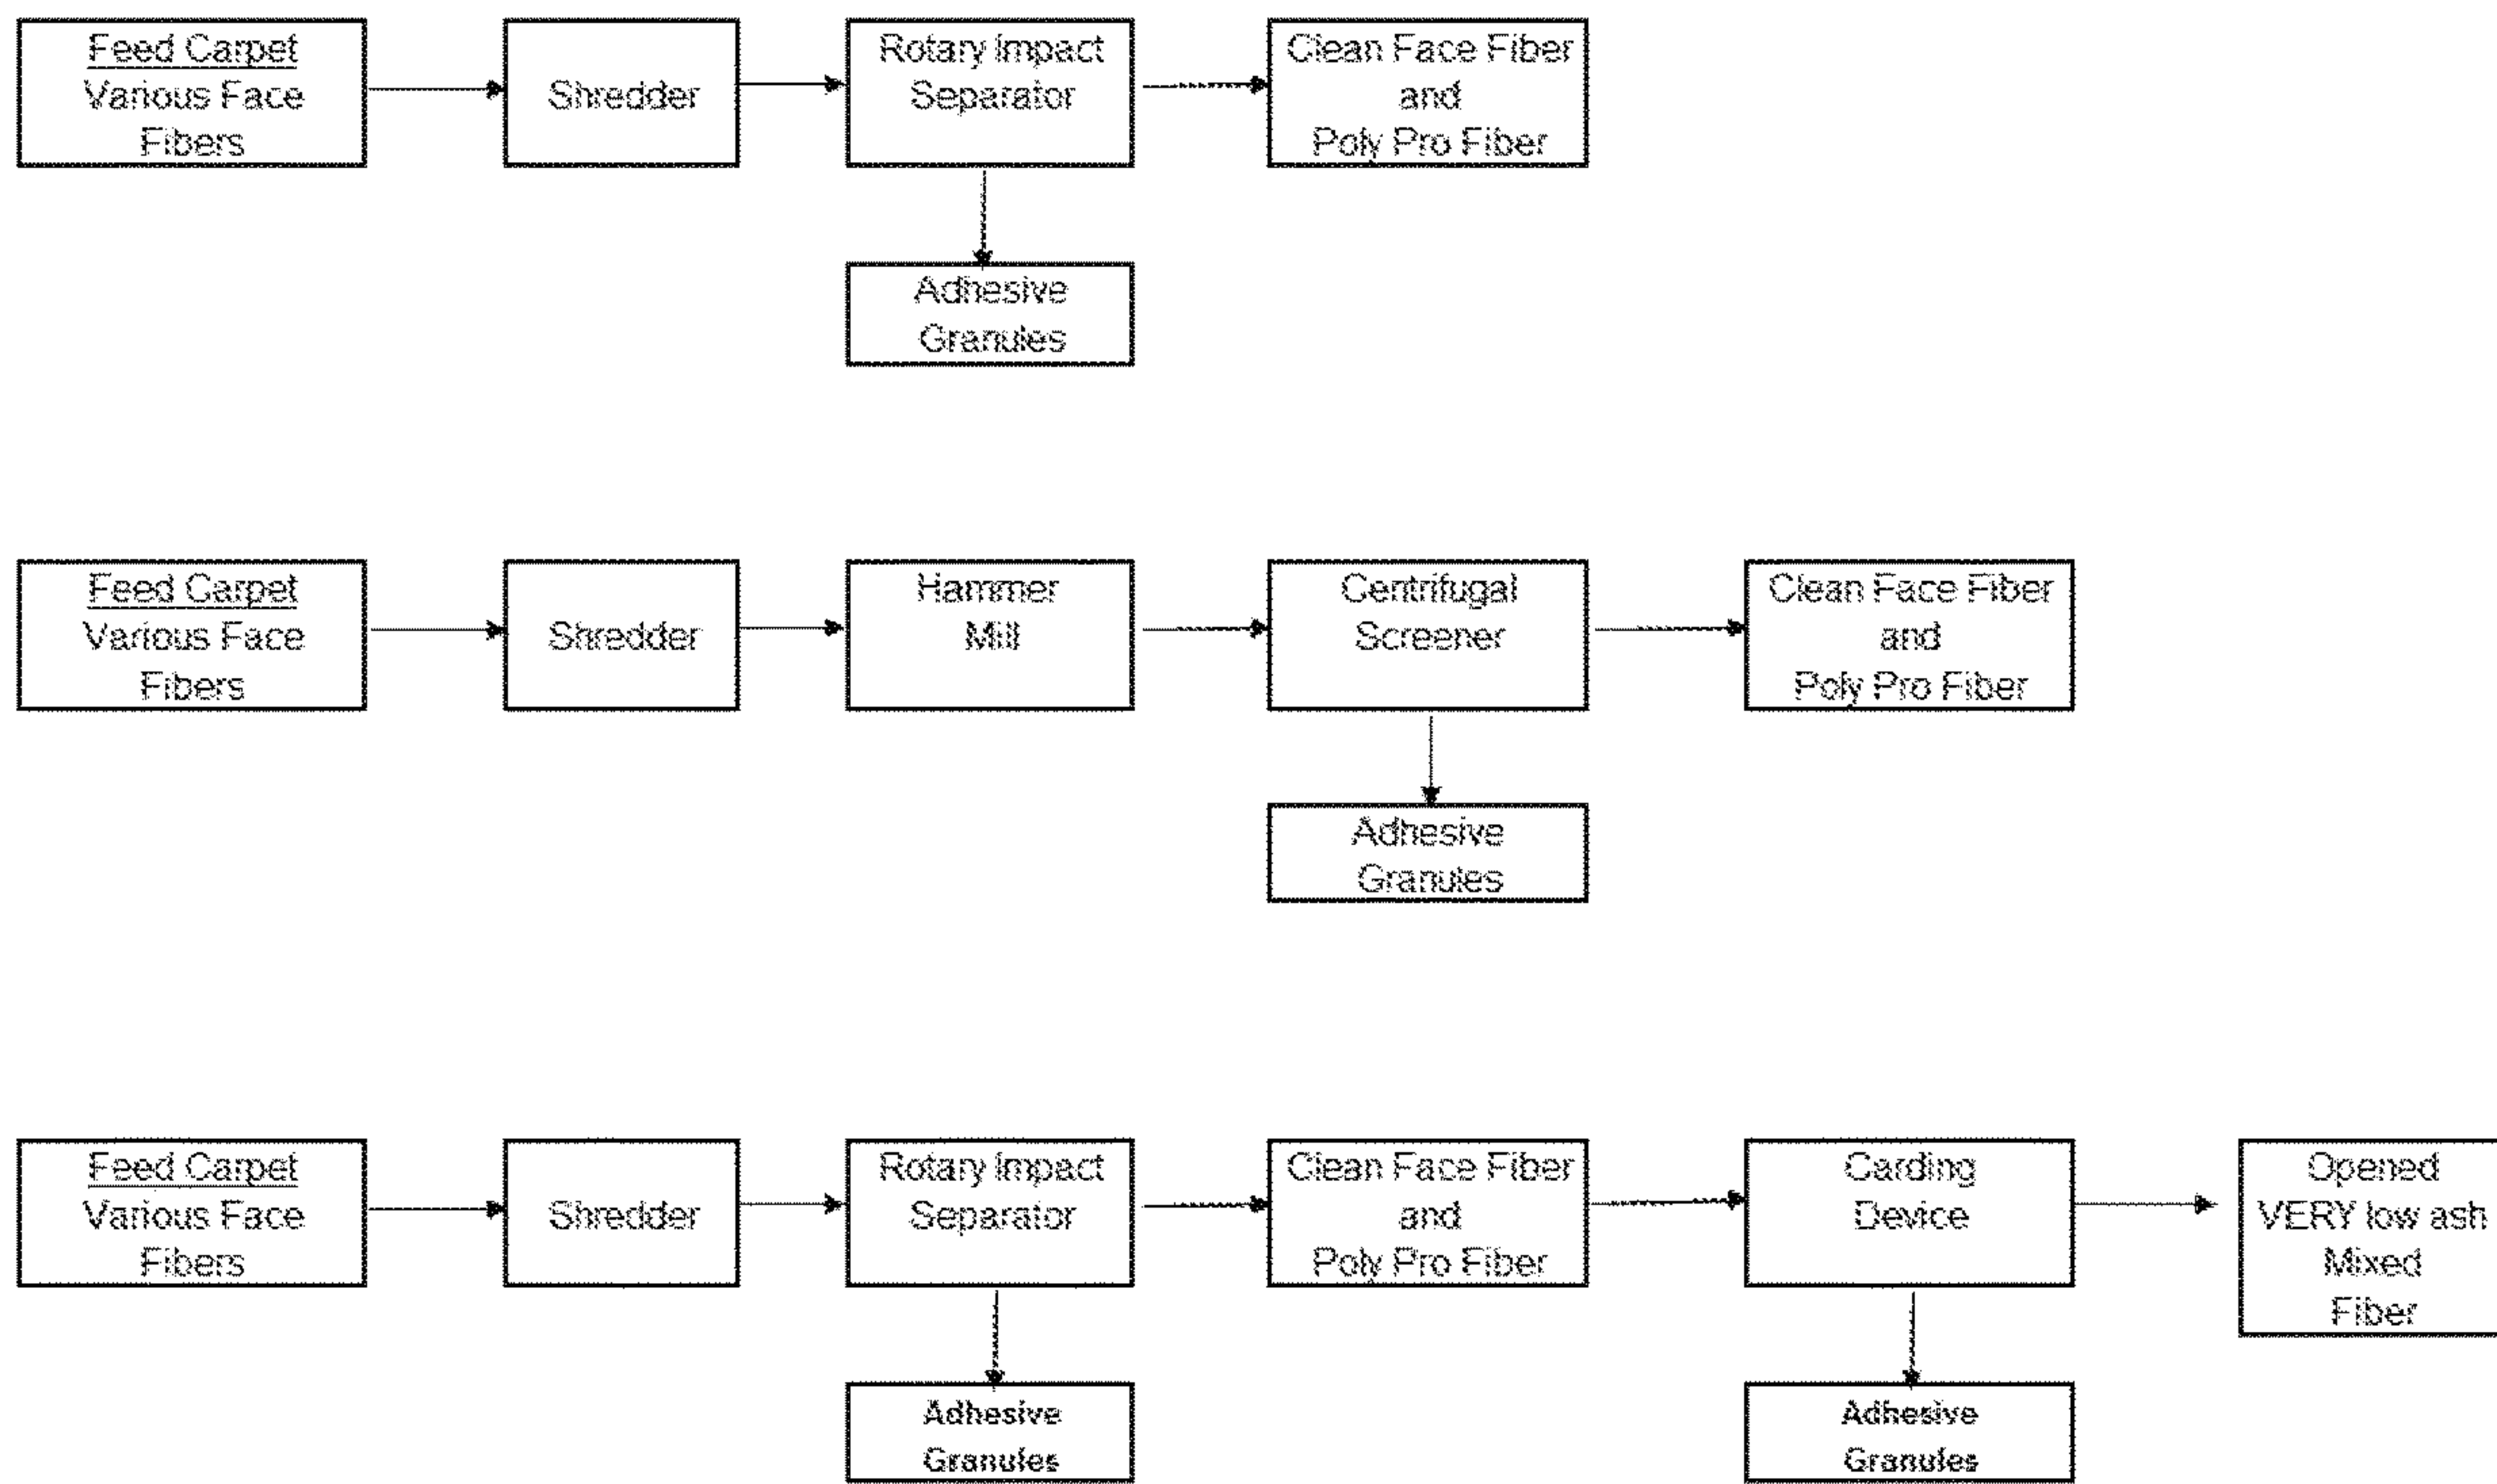 Feed Carpet
Various Face
Fibers
Shredder
Rotary Impact
Separator
Clean Face Fiber
and
Poly Pro Fiber
Adhesive
Granules
Feed Carpet
Various Face
Fibers
Shredder
Hammer
Mill
Centrifugal
Screener
Clean Face Fiber
and
Poly Pro Fiber
Adhesive
Granules
Feed Carpet
Various Face
Fibers
Shredder
Rotary Impact
Separator
Clean Face Fiber
and
Poly Pro Fiber
Carding
Device
Opened
VERY low ash
Mixed
Fiber
Adhesive
Granules
Adhesive
Granules